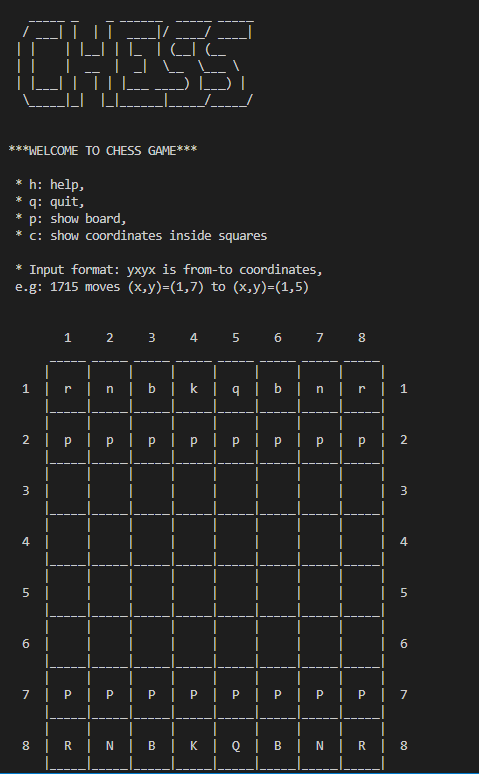 CHESS
***WELCOME TO CHESS GAME***
* h: help,
* q: quit,
* p: show board,
* c: show coordinates inside squares
* Input format: yxyx is from-to coordinates,
e.g: 1715 moves (x,y)=(1,7) to (x,y)=(1,5)
1 2 3 4 5 6 7 8
1 r n b k q b n r 1
2 p p p p p p p p 2
3 3
4 4
5 5
6 6
7 P P P P P P P P 7
8 R N B K Q B N R 8